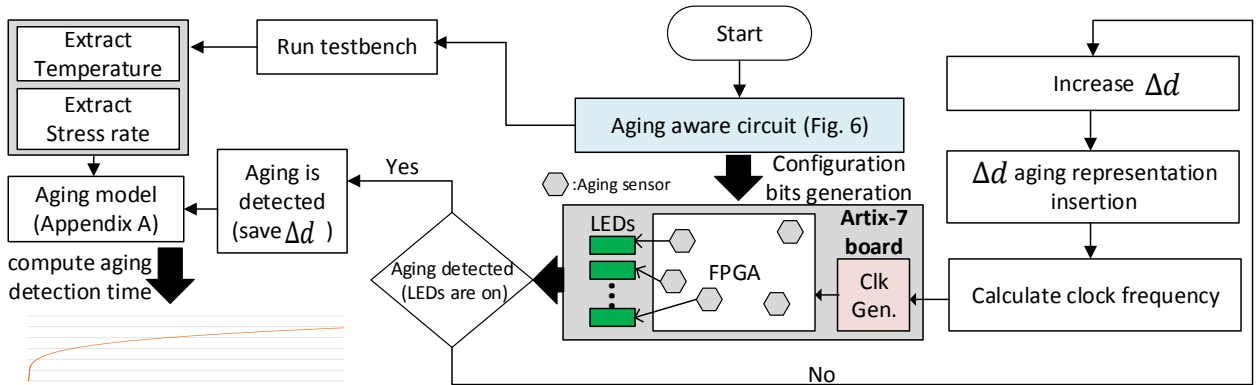 Start
Aging aware circuit (Fig. 6)
Run testbench
Extract
Temperature
Extract
Stress rate
Aging model
(Appendix A)
compute aging
detection time
Aging is
detected
(save Δd )
Yes
Aging detected
(LEDs are on)
No
Configuration
bits generation
:Aging sensor
LEDs
FPGA
Artix-7
board
Clk
Gen.
Increase Δd
Δd aging representation
insertion
Calculate clock frequency